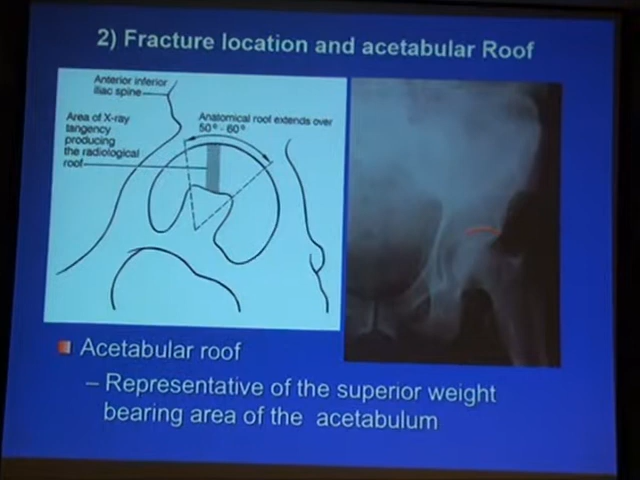 2) Fracture location and acetabular Roof
Anterior inferior
iliac spine
Area of X-ray
tangency
producing
the radiological
roof
Anatomical roof extends over
50° - 60°
Acetabular roof
– Representative of the superior weight
bearing area of the acetabulum